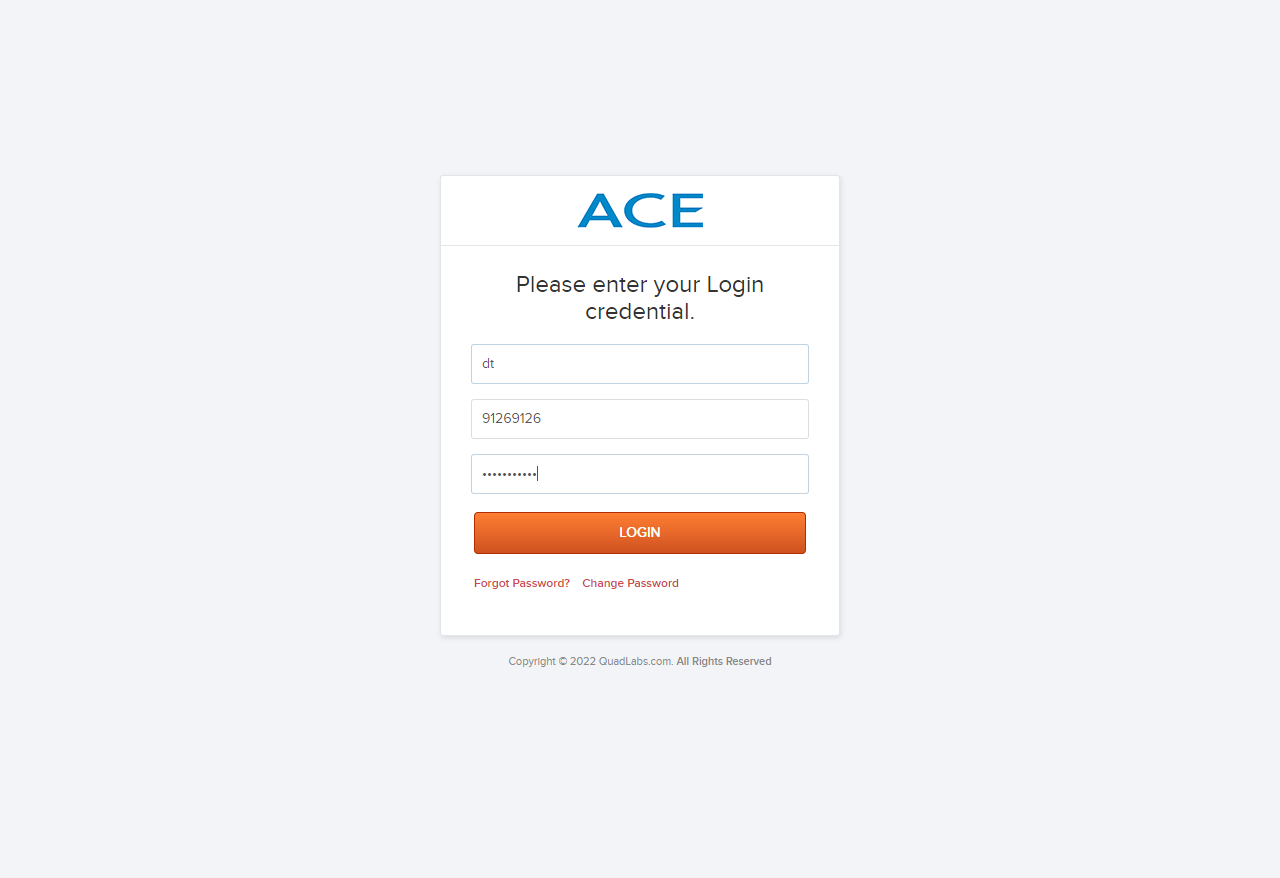 ACE
Please enter your Login
credential.
dt
91269126
•••••••••••
LOGIN
Forgot Password? Change Password
Copyright © 2022 QuadLabs.com. All Rights Reserved